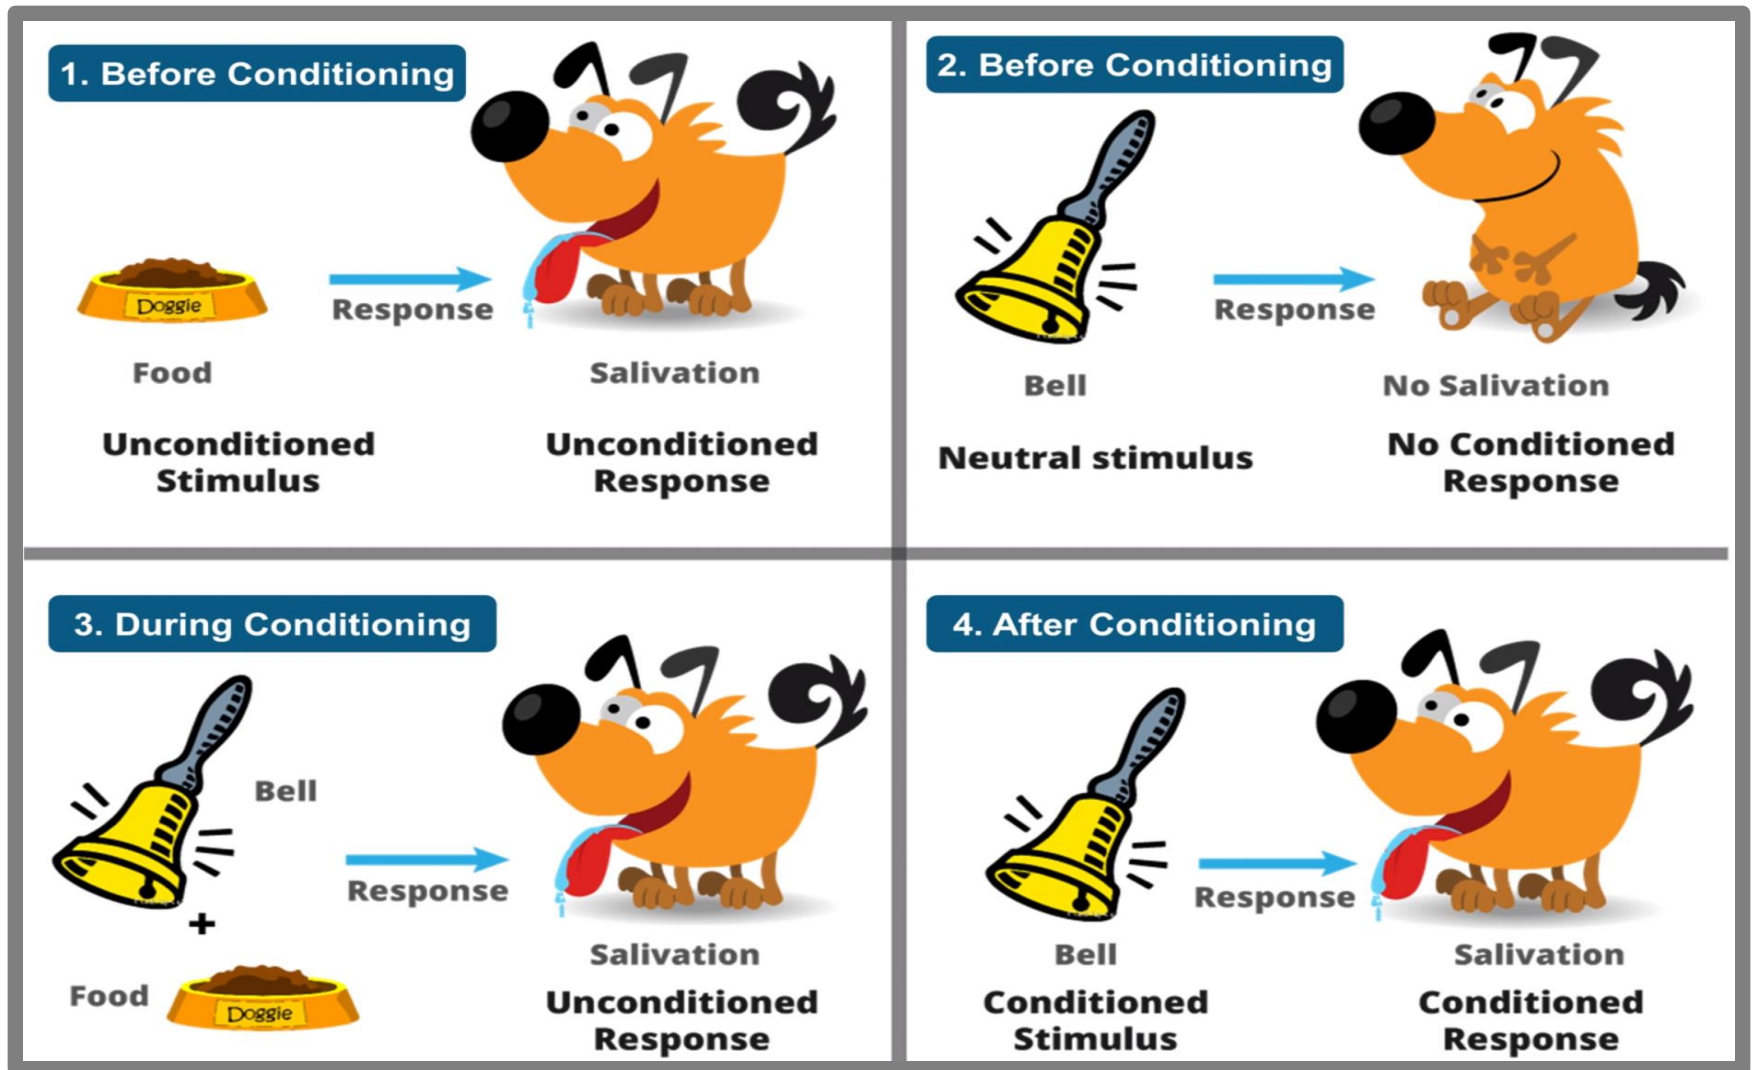 1. Before Conditioning
Doggie
Response
Food
Salivation
Unconditioned
Stimulus
Unconditioned
Response
2. Before Conditioning
Response
Bell
No Salivation
Neutral stimulus
No Conditioned
Response
3. During Conditioning
Bell
Response
+
Food
Doggie
Salivation
Unconditioned
Response
4. After Conditioning
Response
Bell
Salivation
Conditioned
Stimulus
Conditioned
Response